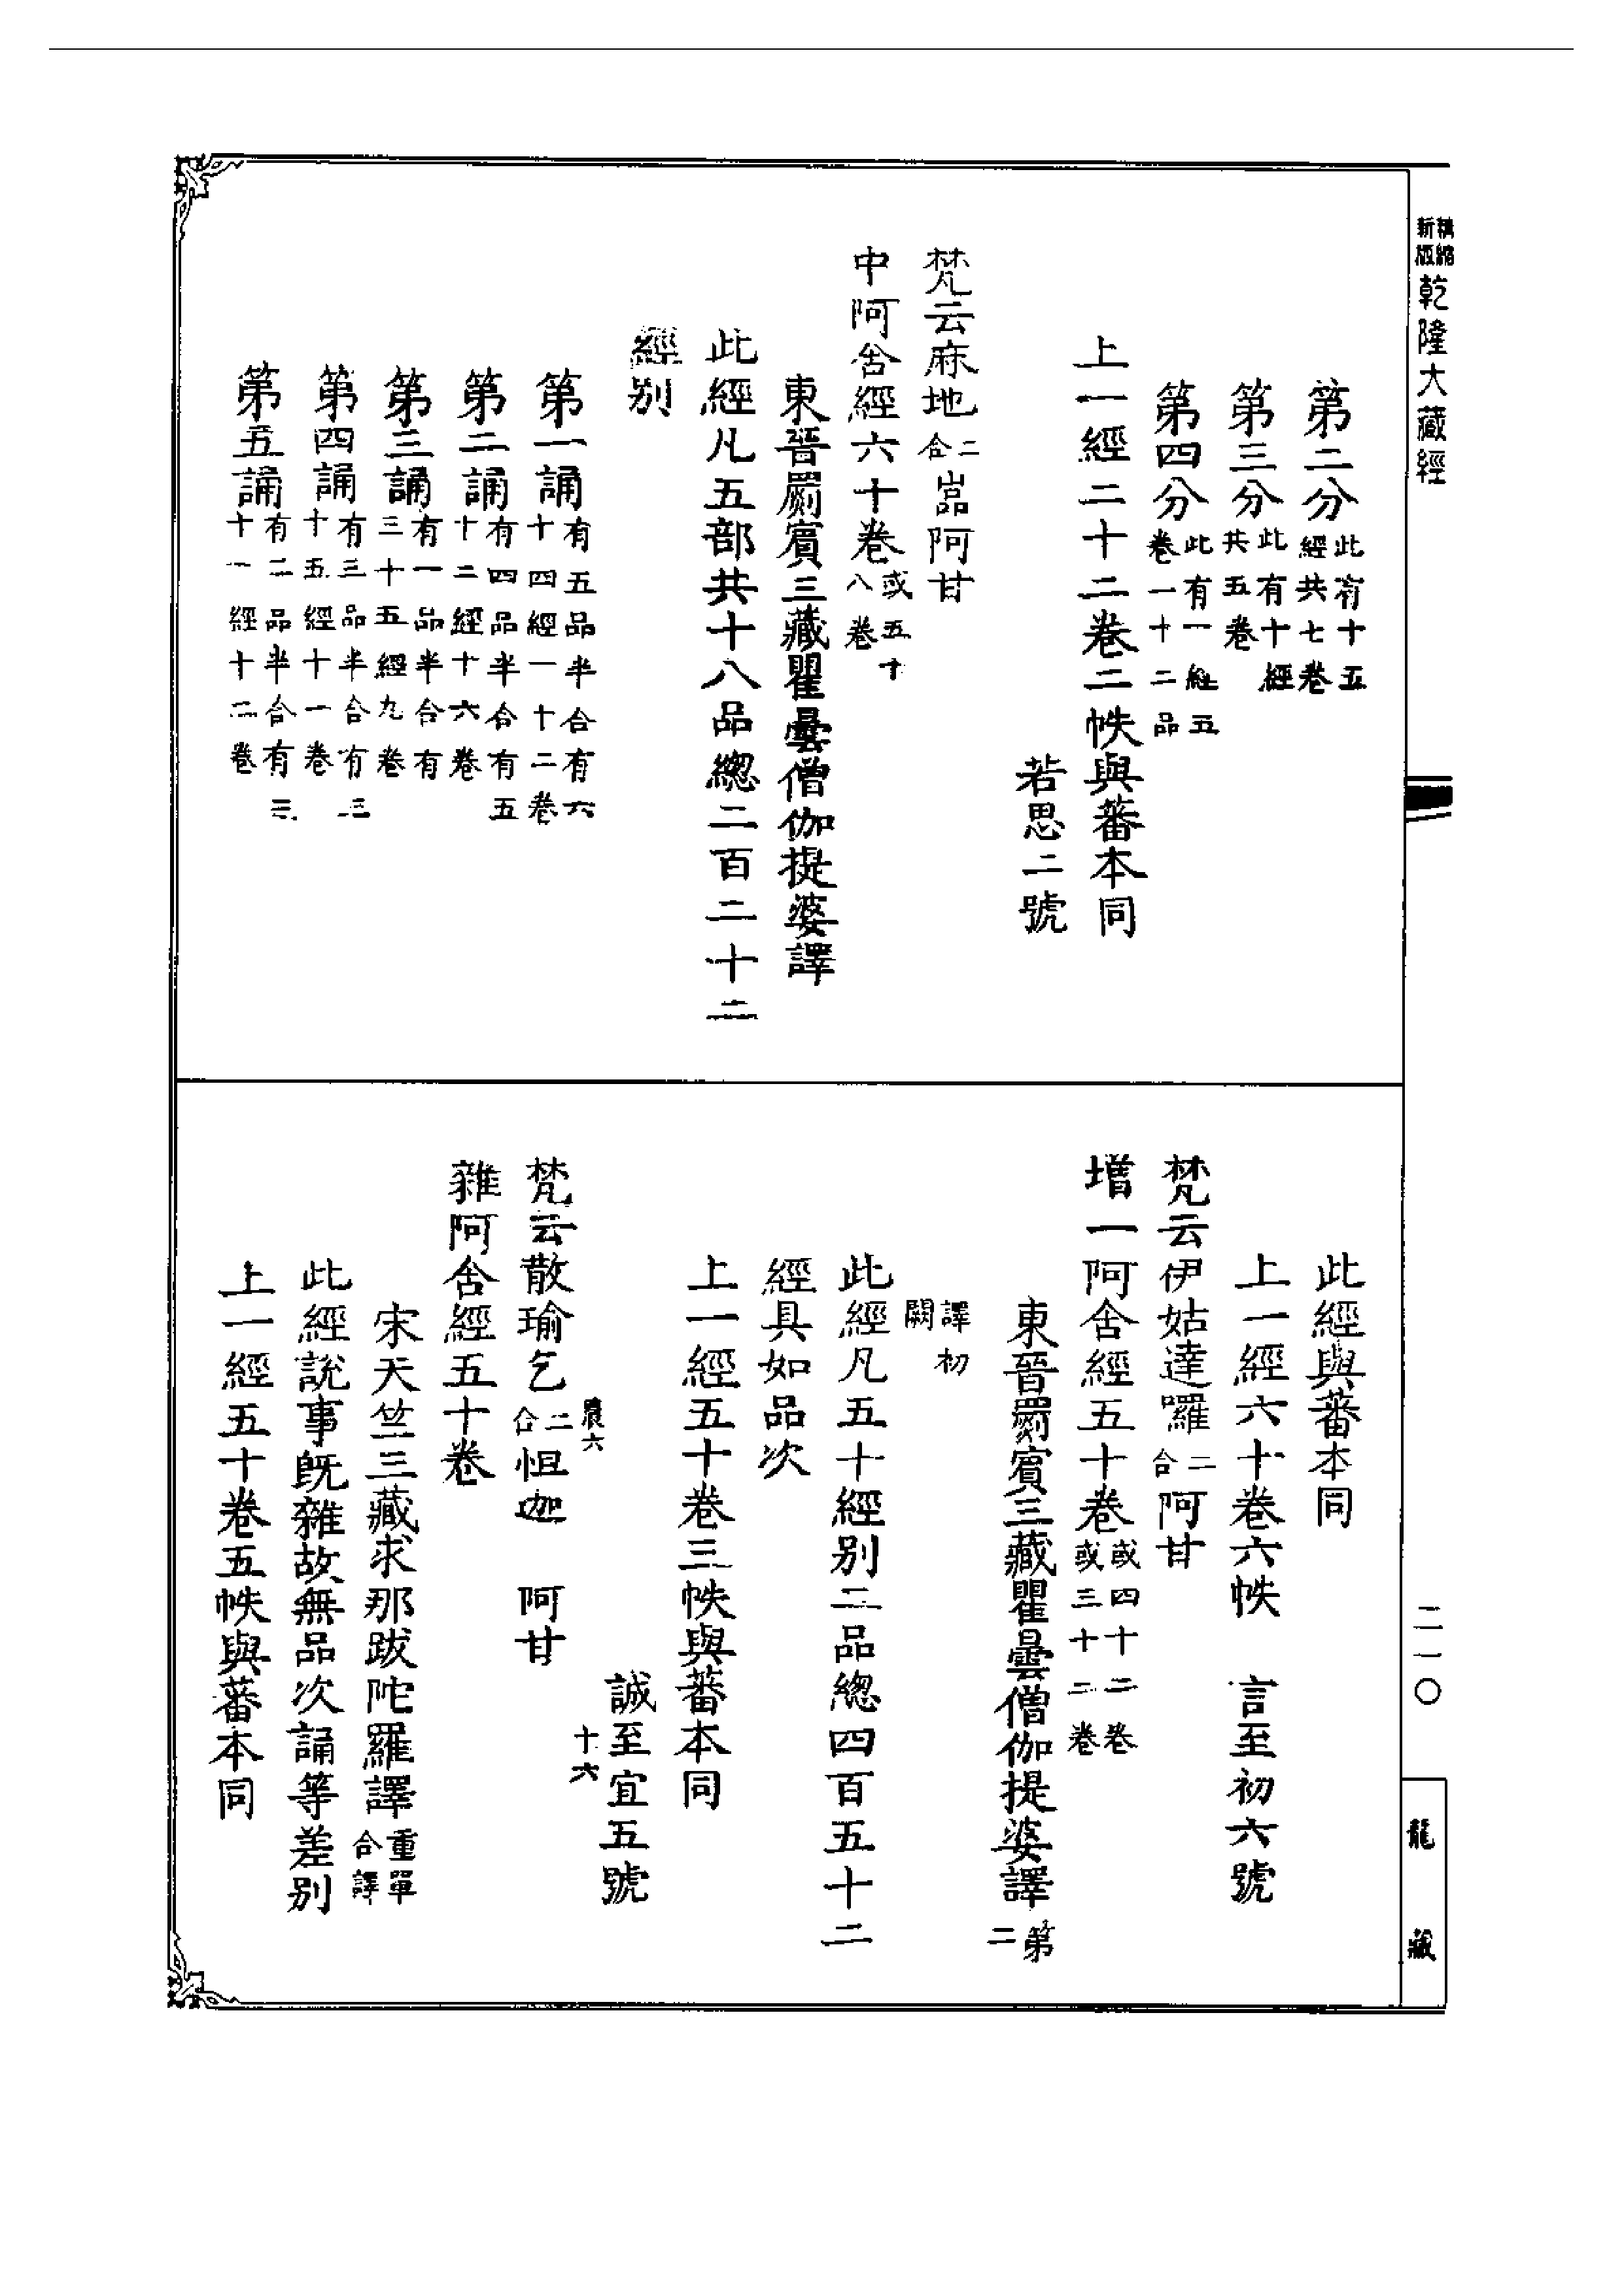 新版
精縮
乾隆大藏經
第二分此有十五經共七卷
第三分此有十經共五卷
第四分此有一經五卷一十二品
上一經二十二卷二帙與蕃本同
若思二號
梵云麻地二合𡺸阿甘
中阿含經六十卷或五十八卷
東晉罽賓三藏瞿曇僧伽提婆譯
此經凡五部共十八品總二百二十二
經別
第一誦有五品半合有六十四經一十二卷
第二誦有四品半合有五十二經十六卷
第三誦有一品半合有三十五經九卷
第四誦有三品半合有三十五經十一卷
第五誦有二品半合有三十一經十二卷
此經與蕃本同
上一經六十卷六帙 言至初六號
梵云伊姑達囉二合阿甘
增一阿含經五十卷或四十二卷或三十二卷
東晉罽賓三藏瞿曇僧伽提婆譯第二
譯初闕
此經凡五十經別二品總四百五十二
經具如品次
上一經五十卷三帙與蕃本同
誠至宜五號
農六
十六
梵云散瑜乞二合怛迦 阿甘
雜阿含經五十卷
宋天竺三藏求那跋陀羅譯重單合譯
此經說事既雜故無品次誦等差別
上一經五十卷五帙與蕃本同
二一〇
龍藏